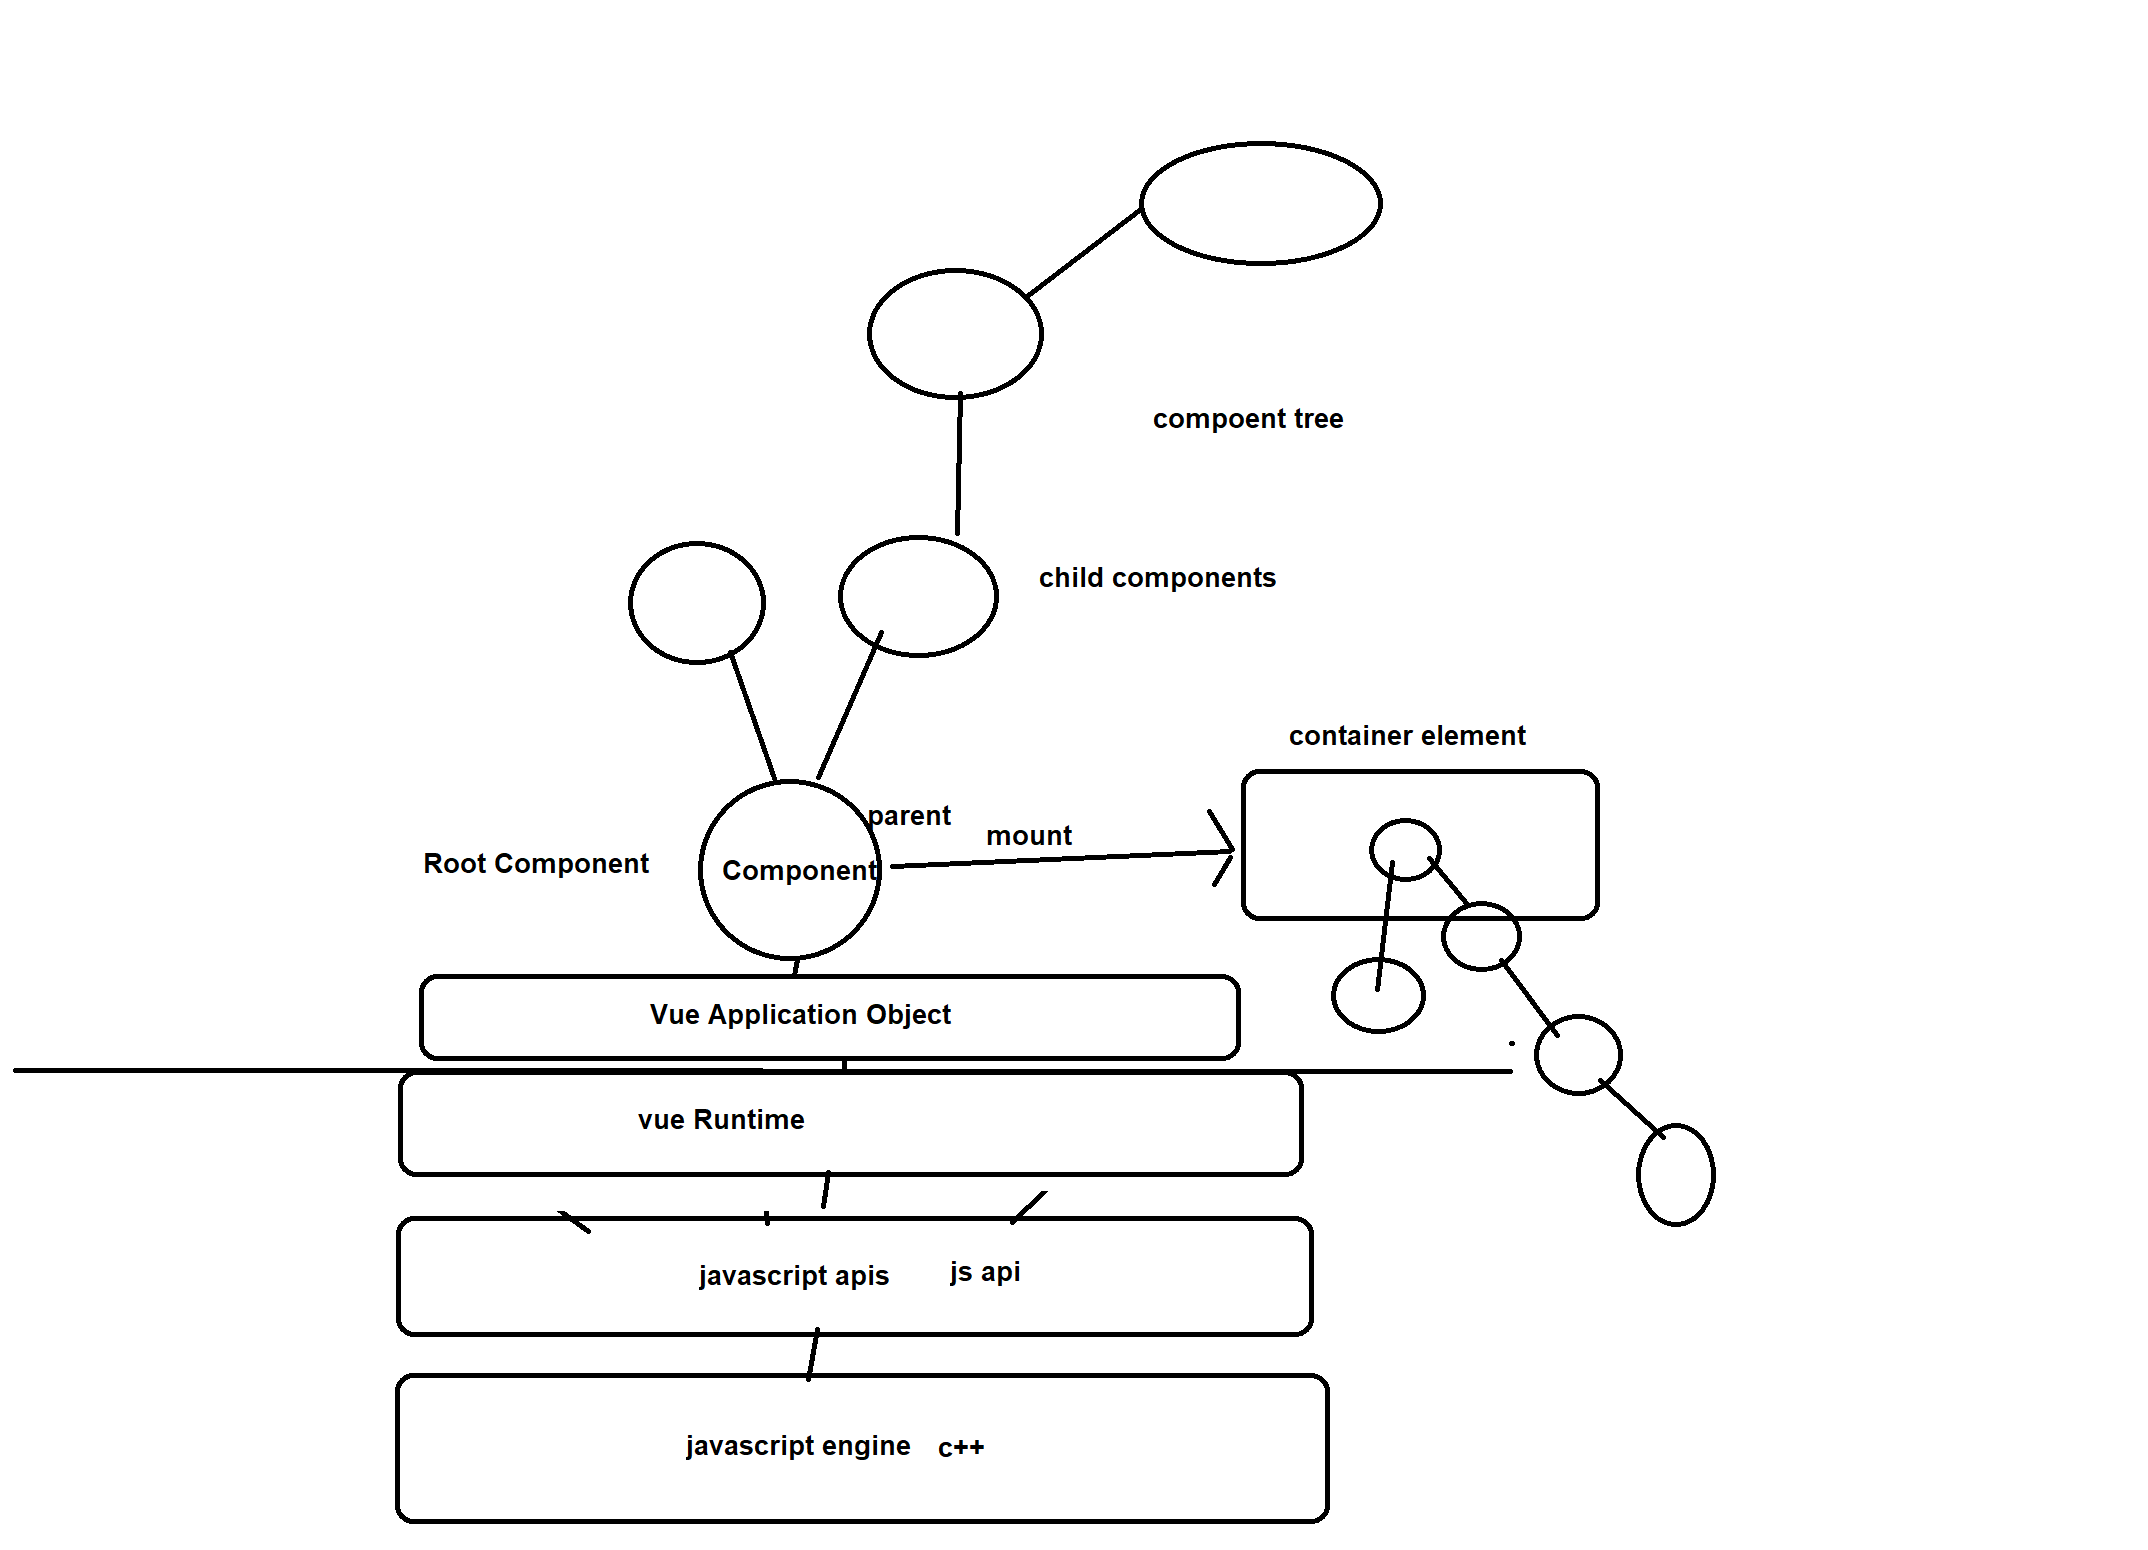 compoent tree
child components
container element
parent
mount
Root Component
Component
Vue Application Object
vue Runtime
javascript apis js api
javascript engine c++